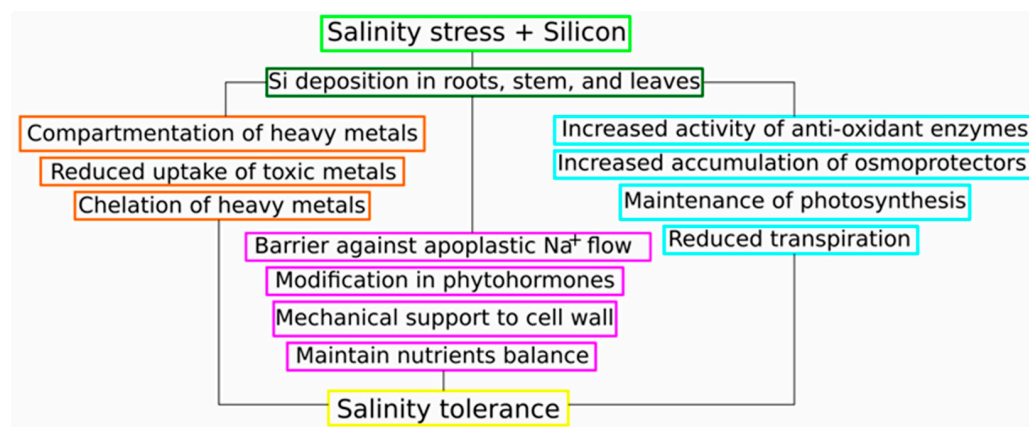 Salinity stress + Silicon
Si deposition in roots, stem, and leaves
Compartmentation of heavy metals
Reduced uptake of toxic metals
Chelation of heavy metals
Barrier against apoplastic Na⁺ flow
Modification in phytohormones
Mechanical support to cell wall
Maintain nutrients balance
Increased activity of anti-oxidant enzymes
Increased accumulation of osmoprotectors
Maintenance of photosynthesis
Reduced transpiration
Salinity tolerance